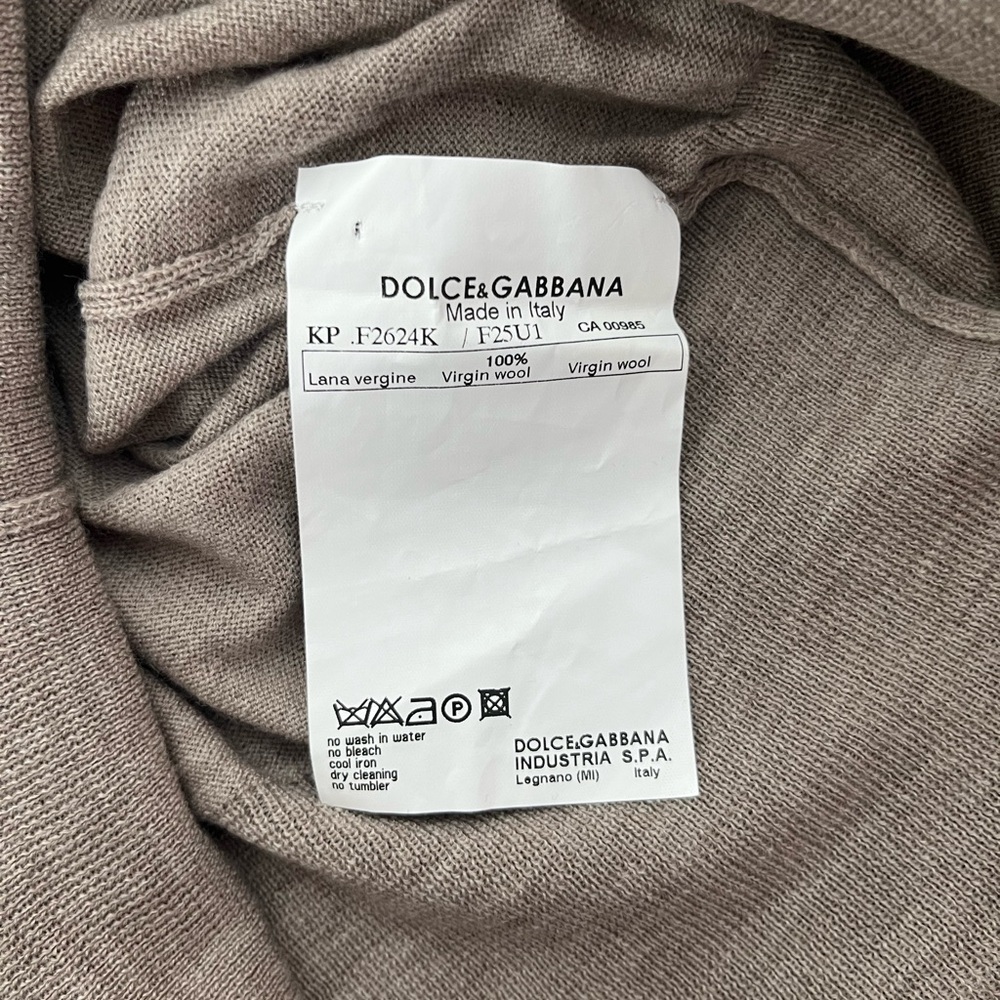 DOLCE&GABBANA
Made in Italy
KP .F2624K / F25U1 CA 00985
100%
Lana vergine Virgin wool Virgin wool
P
no wash in water
no bleach
cool iron
dry cleaning
no tumbler
DOLCE&GABBANA
INDUSTRIA S.P.A.
Legnano (MI) Italy